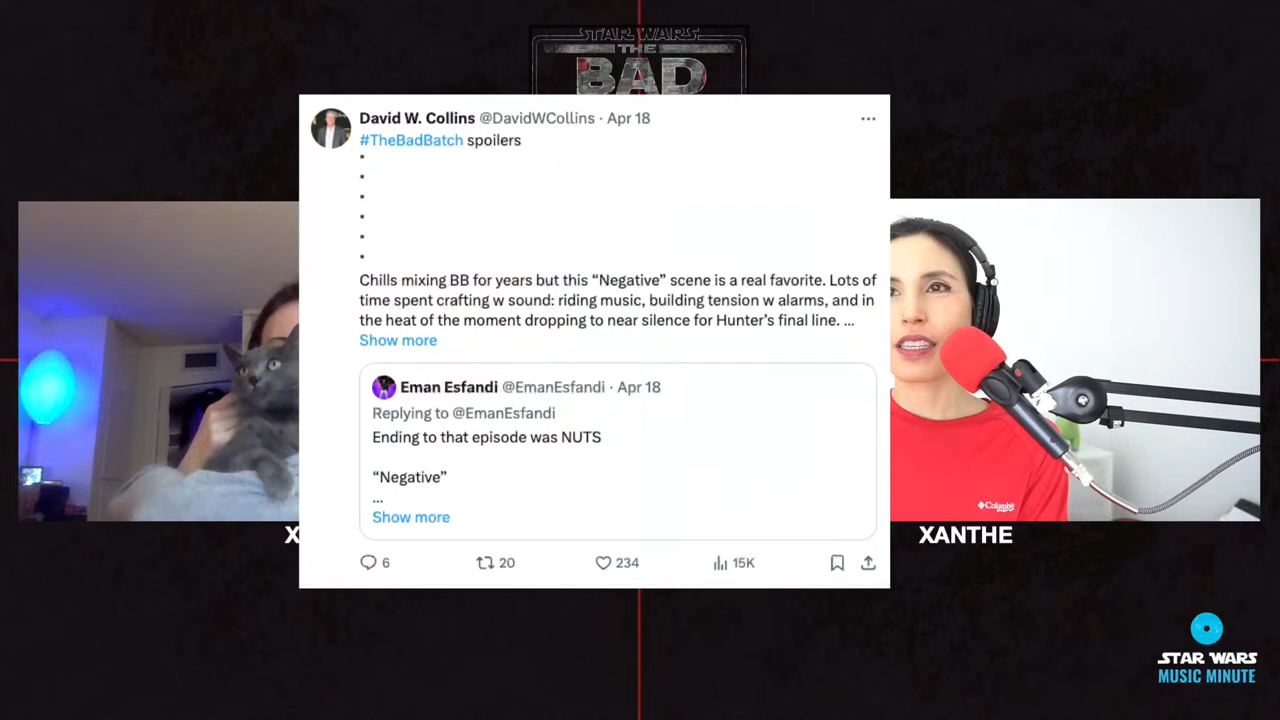 STAR WARS
THE
BAD
David W. Collins @DavidWCollins · Apr 18
#TheBadBatch spoilers
*
*
*
*
*
*
Chills mixing BB for years but this “Negative” scene is a real favorite. Lots of
time spent crafting w sound: riding music, building tension w alarms, and in
the heat of the moment dropping to near silence for Hunter’s final line. ...
Show more
Eman Esfandi @EmanEsfandi · Apr 18
Replying to @EmanEsfandi
Ending to that episode was NUTS
“Negative”
...
Show more
6 20 234 15K
Columbia
X
XANTHE
STAR WARS
MUSIC MINUTE